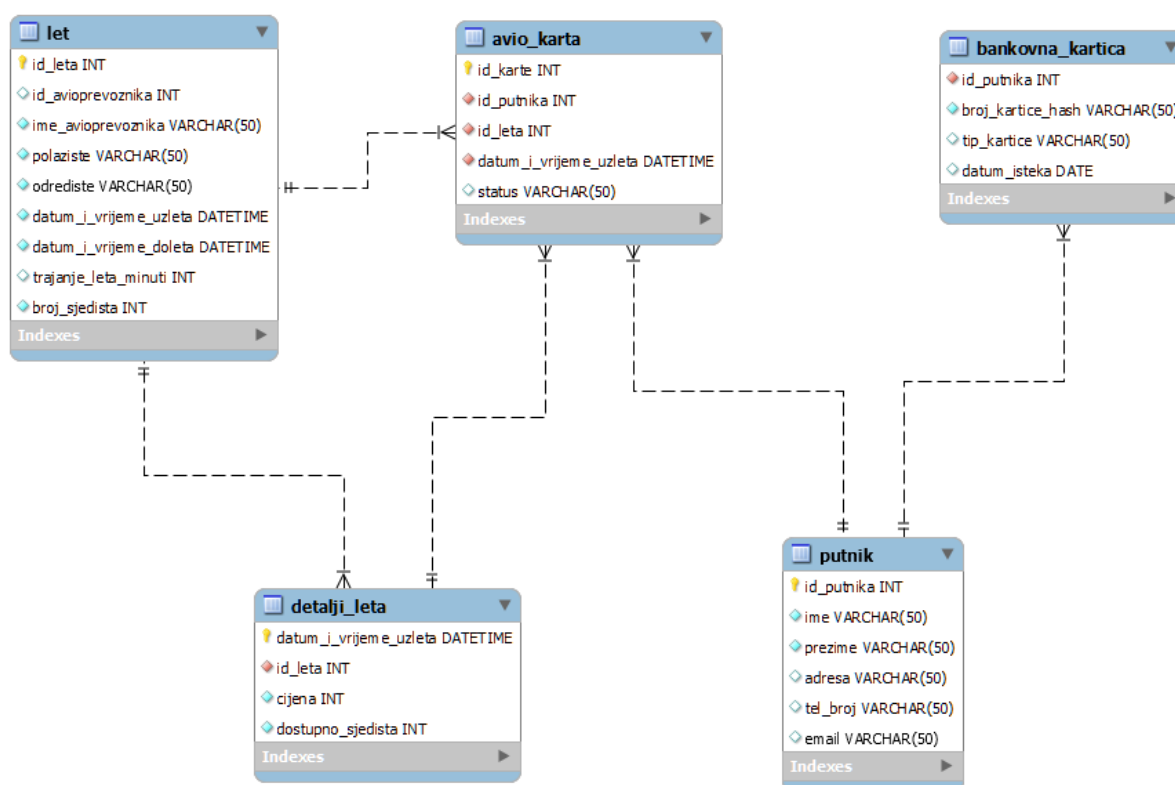 let
id_leta INT
id_avioprevoznika INT
ime_avioprevoznika VARCHAR(50)
polaziste VARCHAR(50)
odrediste VARCHAR(50)
datum_i_vrijeme_uzleta DATETIME
datum_i_vrijeme_doleta DATETIME
trajanje_leta_minuti INT
broj_sjedista INT
Indexes
avio_karta
id_karte INT
id_putnika INT
id_leta INT
datum_i_vrijeme_uzleta DATETIME
status VARCHAR(50)
Indexes
bankovna_kartica
id_putnika INT
broj_kartice_hash VARCHAR(50)
tip_kartice VARCHAR(50)
datum_isteka DATE
Indexes
detalji_leta
datum_i_vrijeme_uzleta DATETIME
id_leta INT
cijena INT
dostupno_sjedista INT
Indexes
putnik
id_putnika INT
ime VARCHAR(50)
prezime VARCHAR(50)
adresa VARCHAR(50)
tel_broj VARCHAR(50)
email VARCHAR(50)
Indexes